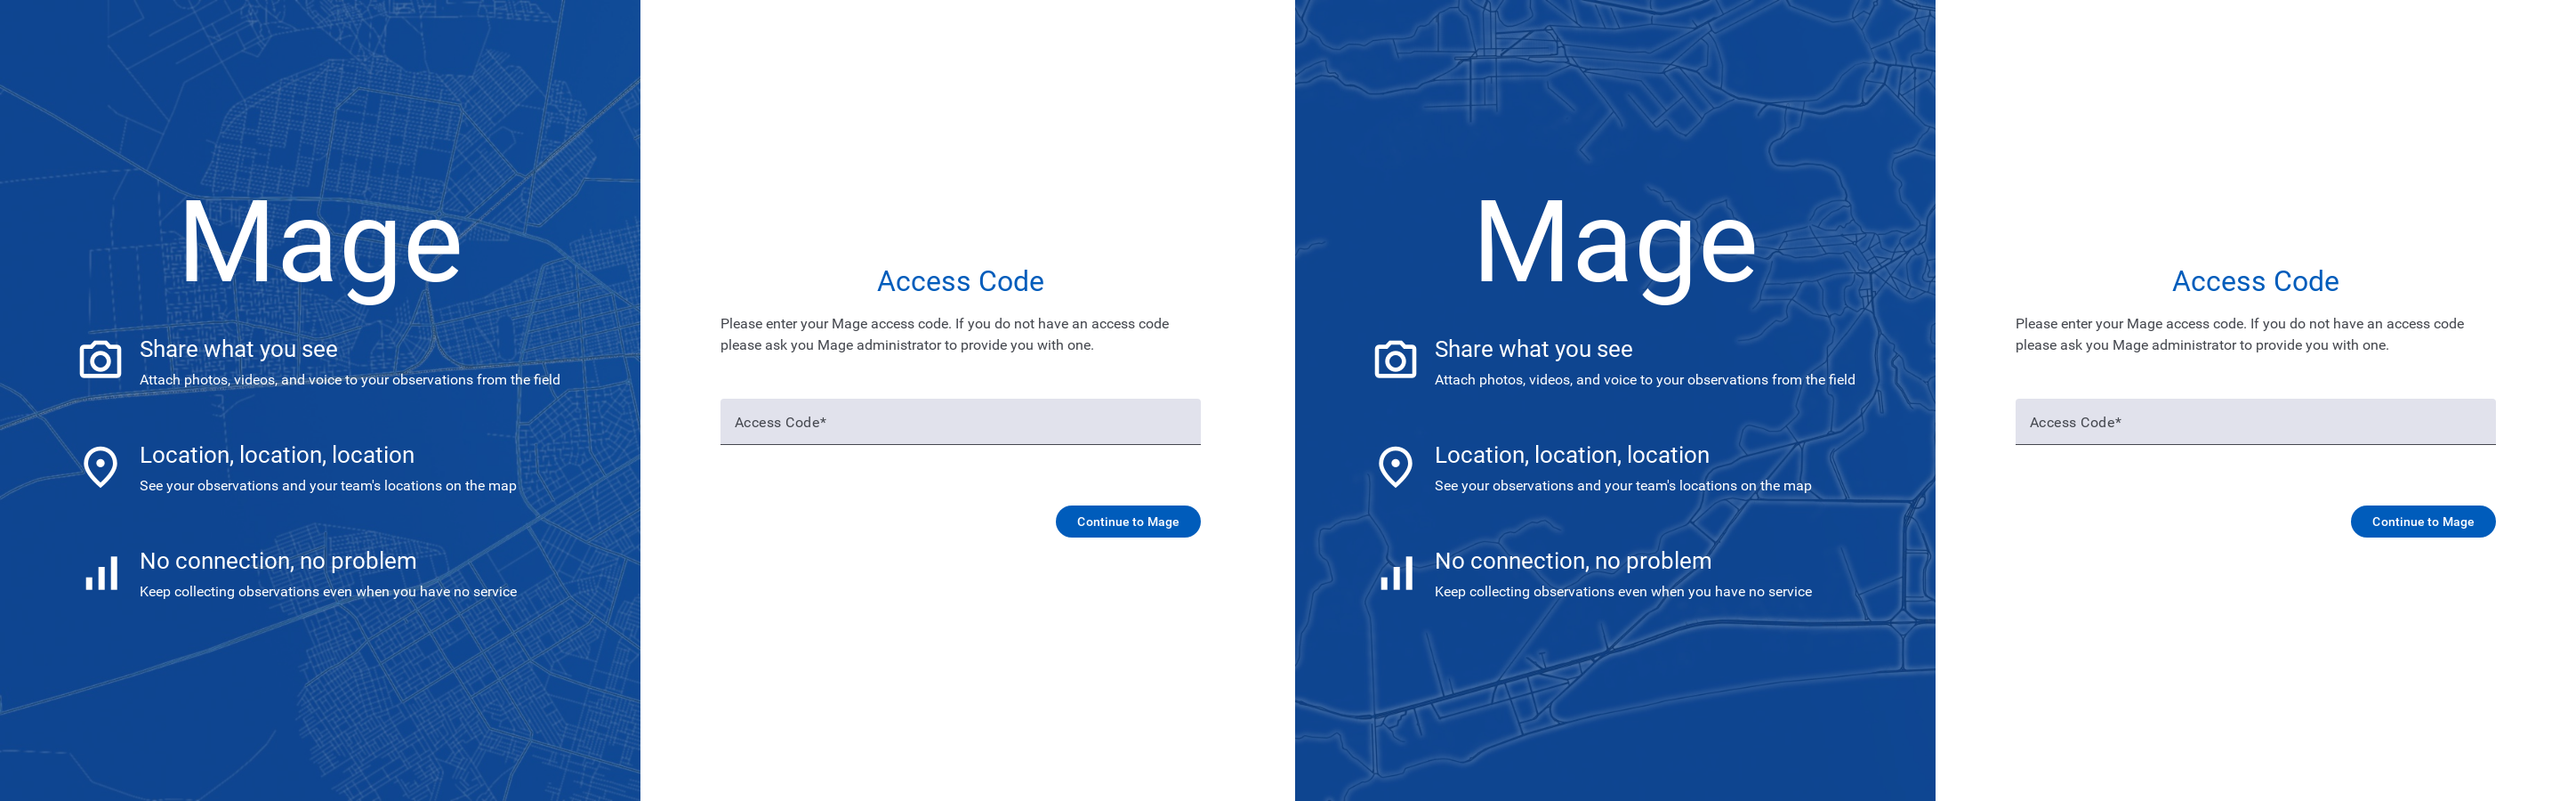 Mage
Share what you see
Attach photos, videos, and voice to your observations from the field
Location, location, location
See your observations and your team's locations on the map
No connection, no problem
Keep collecting observations even when you have no service
Access Code
Please enter your Mage access code. If you do not have an access code
please ask you Mage administrator to provide you with one.
Access Code*
Continue to Mage
Mage
Share what you see
Attach photos, videos, and voice to your observations from the field
Location, location, location
See your observations and your team's locations on the map
No connection, no problem
Keep collecting observations even when you have no service
Access Code
Please enter your Mage access code. If you do not have an access code
please ask you Mage administrator to provide you with one.
Access Code*
Continue to Mage